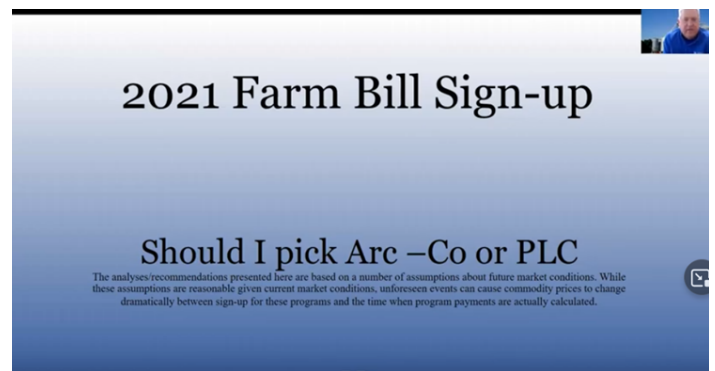 2021 Farm Bill Sign-up
Should I pick Arc –Co or PLC
The analyses/recommendations presented here are based on a number of assumptions about future market conditions. While
these assumptions are reasonable given current market conditions, unforeseen events can cause commodity prices to change
dramatically between sign-up for these programs and the time when program payments are actually calculated.